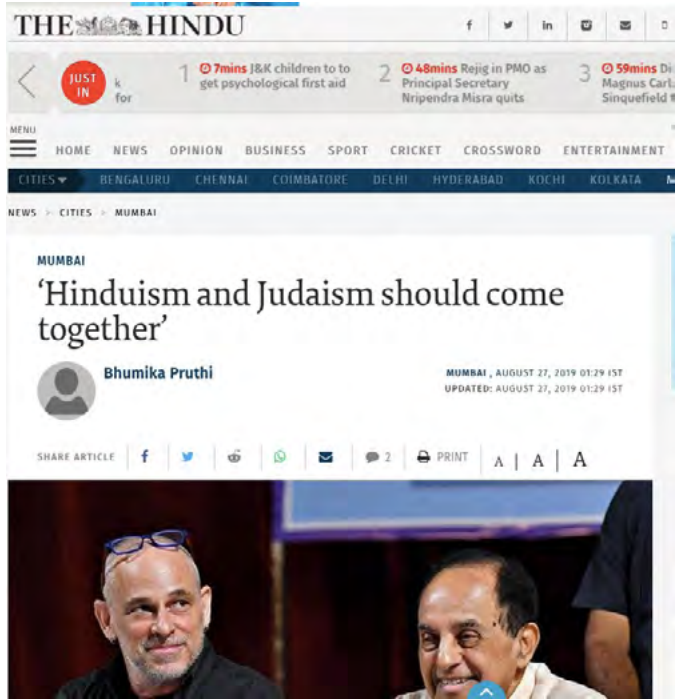 THE HINDU
f in
JUST IN
k
for
1 7mins J&K children to to
get psychological first aid
2 48mins Rejig in PMO as
Principal Secretary
Nripendra Misra quits
3 59mins Di
Magnus Carl
Sinquefield
MENU
HOME NEWS OPINION BUSINESS SPORT CRICKET CROSSWORD ENTERTAINMENT
CITIES BENGALURU CHENNAI COIMBATORE DELHI HYDERABAD KOCHI KOLKATA
NEWS > CITIES > MUMBAI
MUMBAI
‘Hinduism and Judaism should come
together’
Bhumika Pruthi
MUMBAI , AUGUST 27, 2019 01:29 IST
UPDATED: AUGUST 27, 2019 01:29 IST
SHARE ARTICLE f 2 PRINT A | A | A